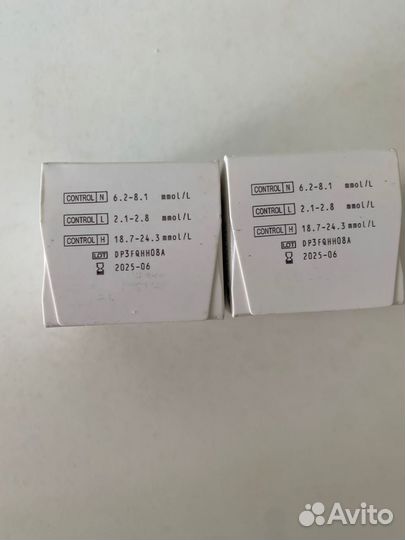 CONTROL N 6.2-8.1 mmol/L
CONTROL L 2.1-2.8 mmol/L
CONTROL H 18.7-24.3 mmol/L
LOT DP3FQHH08A
2025-06
CONTROL N 6.2-8.1 mmol/L
CONTROL L 2.1-2.8 mmol/L
CONTROL H 18.7-24.3 mmol/L
LOT DP3FQHH08A
2025-06
Avito